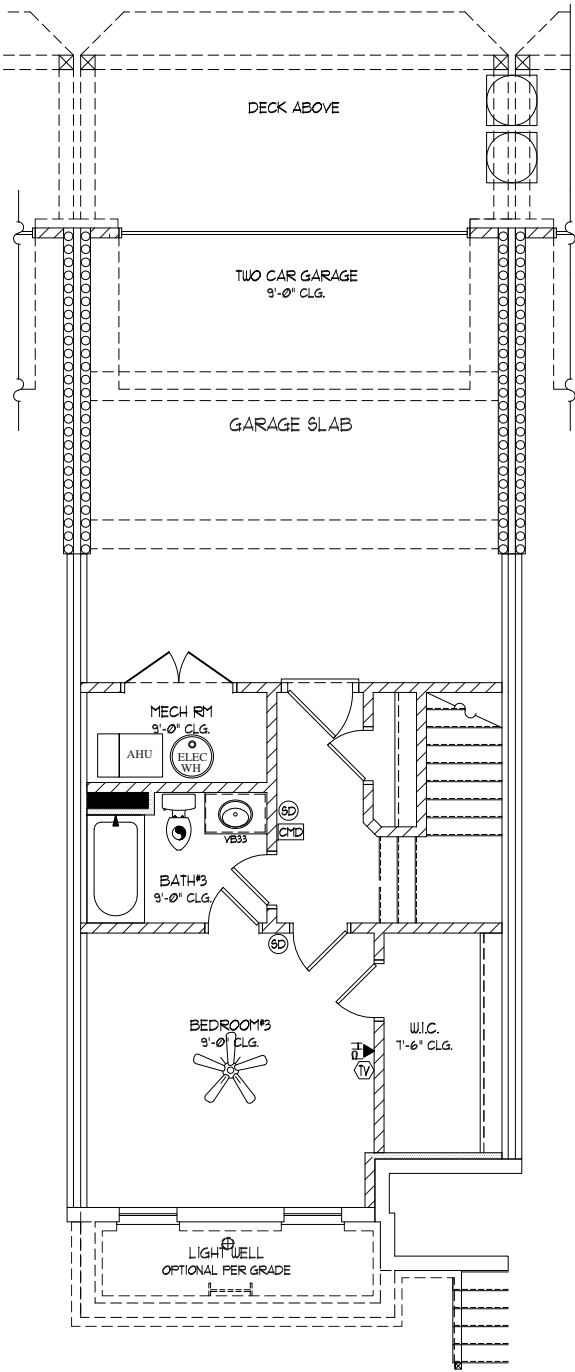 DECK ABOVE
TWO CAR GARAGE
9'-0" CLG.
GARAGE SLAB
MECH RM
9'-0" CLG.
AHU
ELEC
WH
SD
CMD
VB33
BATH#3
9'-0" CLG.
SD
BEDROOM#3
9'-0" CLG.
W.I.C.
7'-6" CLG.
PH
TV
LIGHT WELL
OPTIONAL PER GRADE